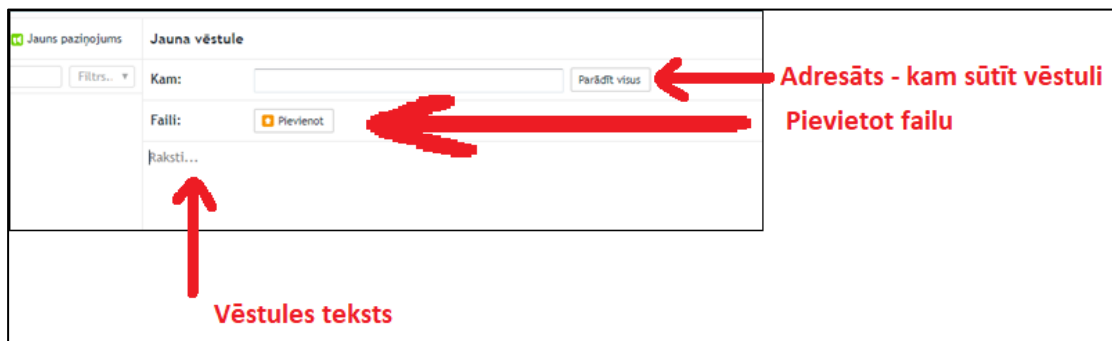 Jauns paziņojums
Jauna vēstule
Filtrs..
Kam:
Parādīt visus
Adresāts - kam sūtīt vēstuli
Faili:
Pievienot
Pievietot failu
Raksti...
Vēstules teksts